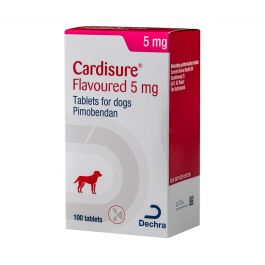 5 mg
Cardisure®
Flavoured 5 mg
Tablets for dogs
Pimobendan
100 tablets
Dechra